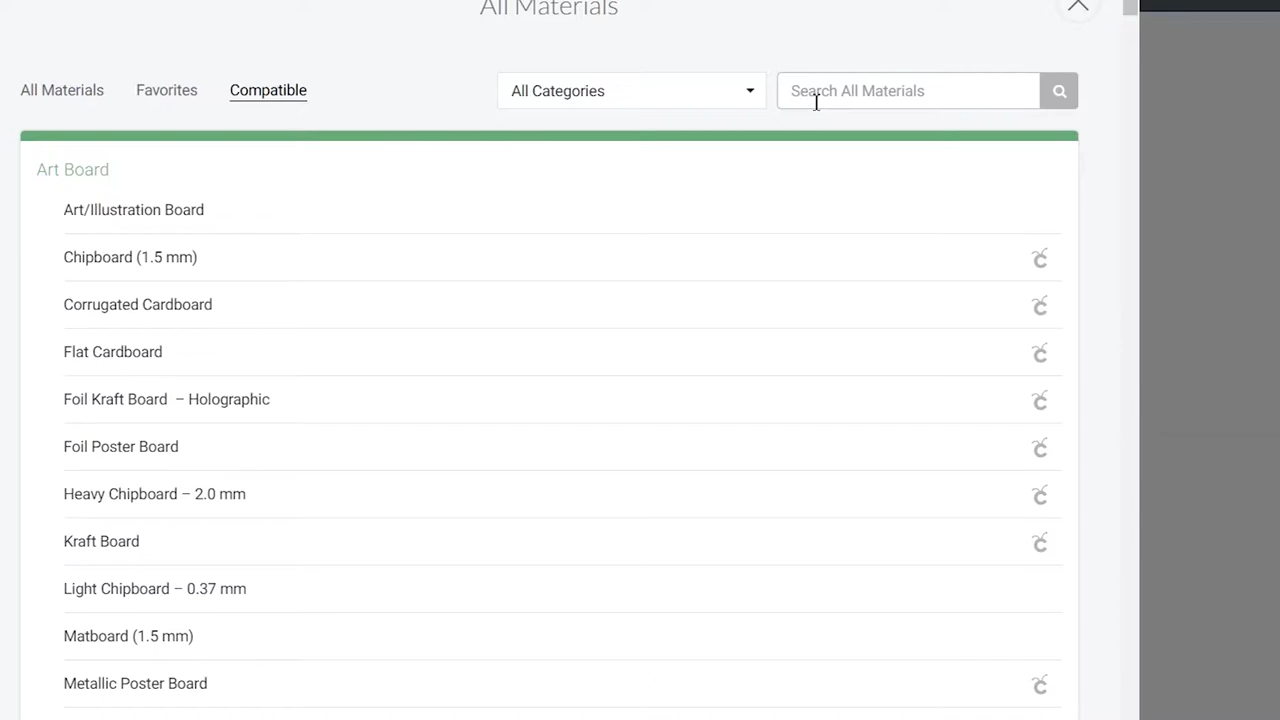 All Materials
All Materials Favorites Compatible All Categories Search All Materials
Art Board
Art/Illustration Board
Chipboard (1.5 mm)
Corrugated Cardboard
Flat Cardboard
Foil Kraft Board – Holographic
Foil Poster Board
Heavy Chipboard – 2.0 mm
Kraft Board
Light Chipboard – 0.37 mm
Matboard (1.5 mm)
Metallic Poster Board